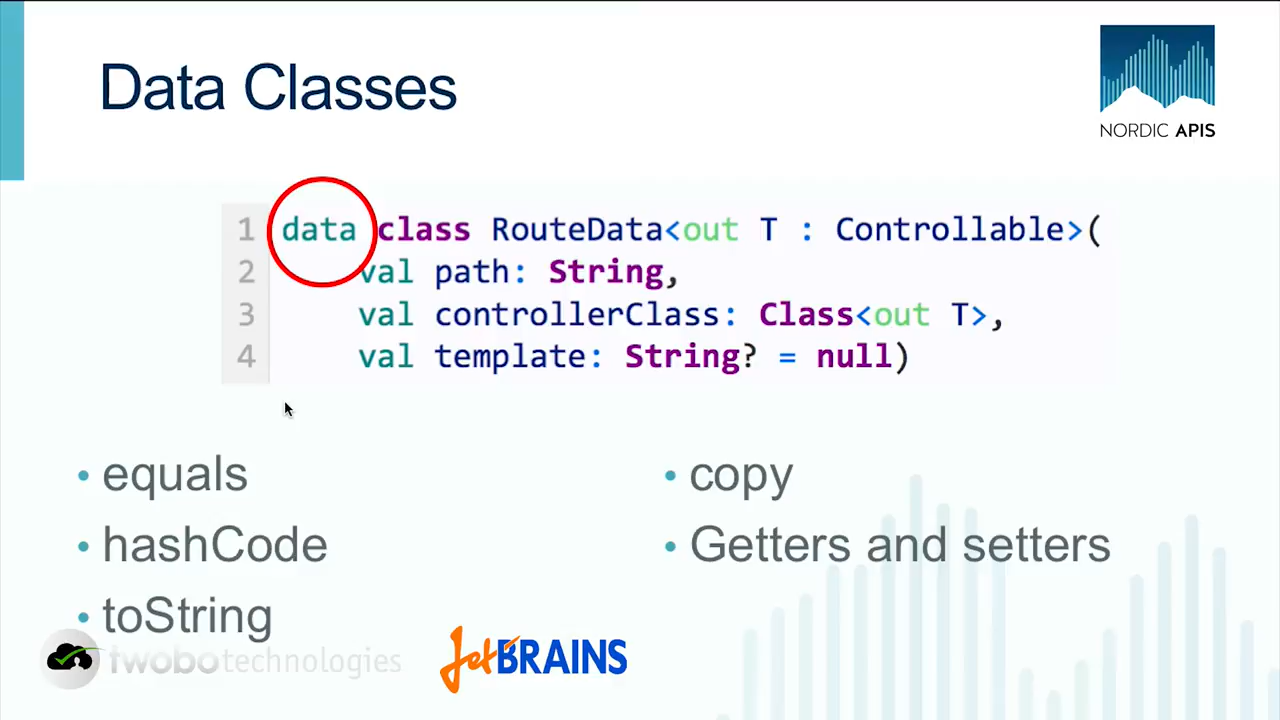 Data Classes
NORDIC APIS
1 data class RouteData<out T : Controllable>(
2 val path: String,
3 val controllerClass: Class<out T>,
4 val template: String? = null)
• equals
• hashCode
• toString
• copy
• Getters and setters
twobotechnologies
JetBRAINS